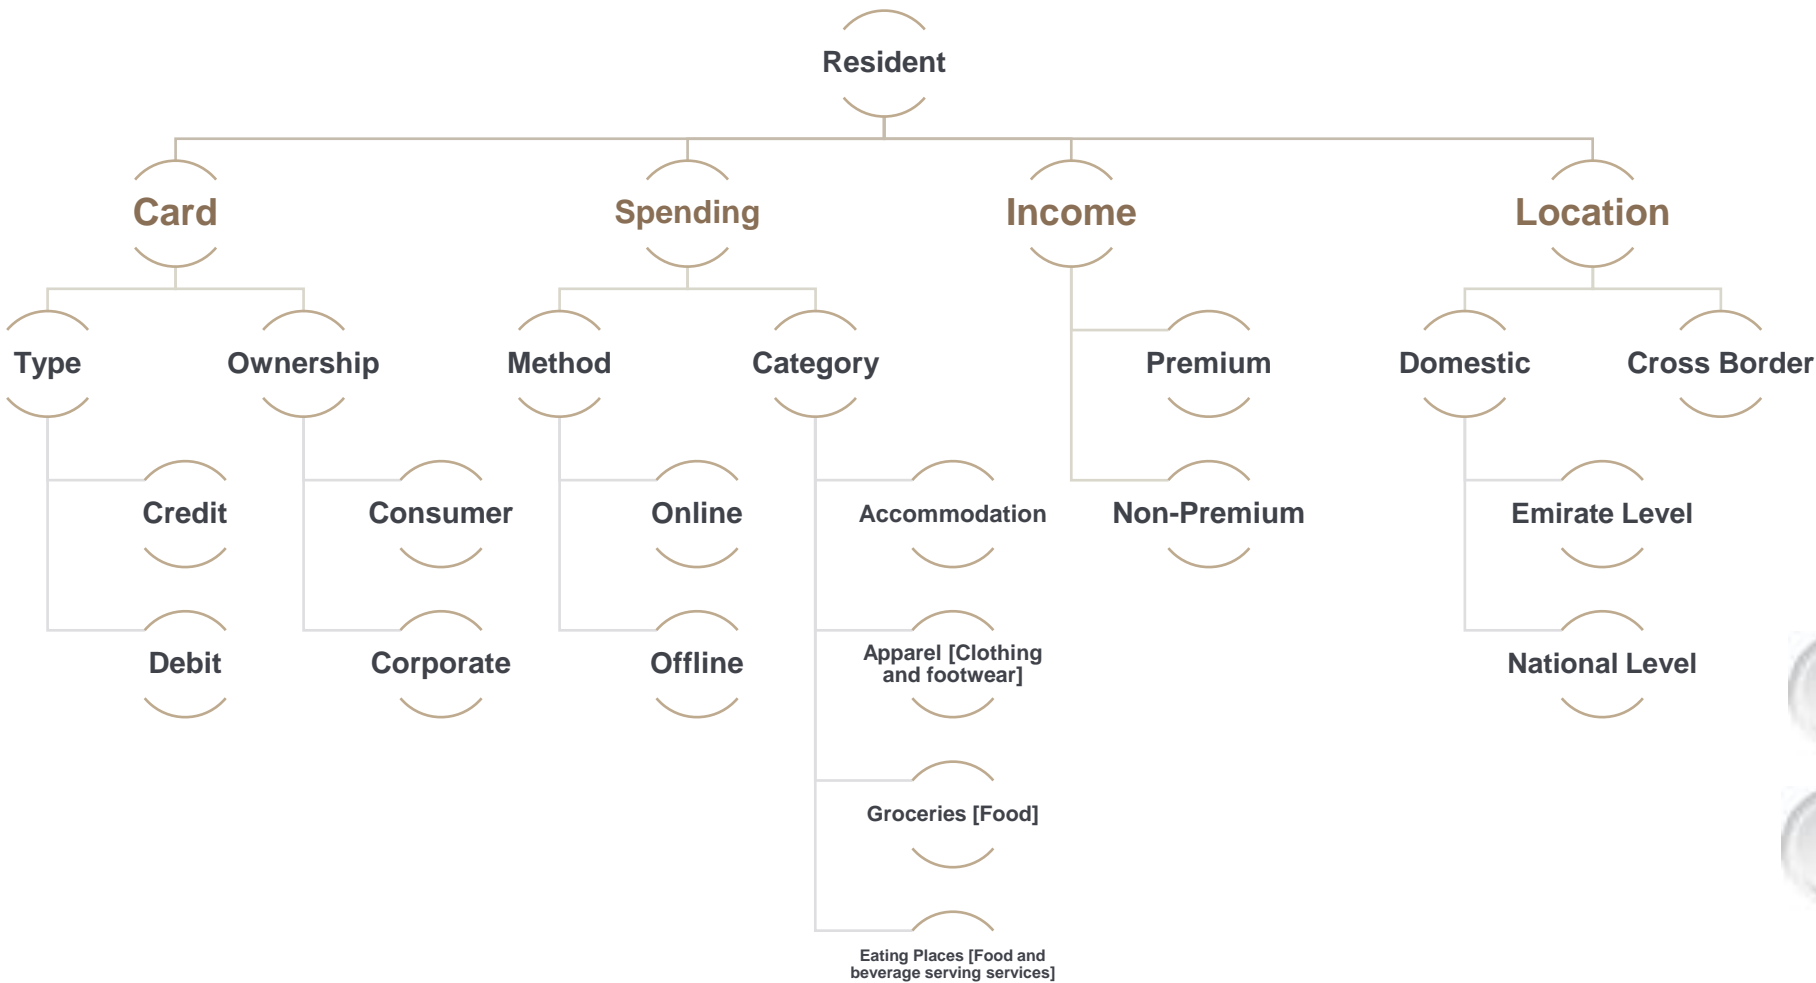 Resident
Card
Spending
Income
Location
Type
Ownership
Method
Category
Premium
Domestic
Cross Border
Credit
Consumer
Online
Accommodation
Non-Premium
Emirate Level
Debit
Corporate
Offline
Apparel [Clothing
and footwear]
National Level
Groceries [Food]
Eating Places [Food and
beverage serving services]